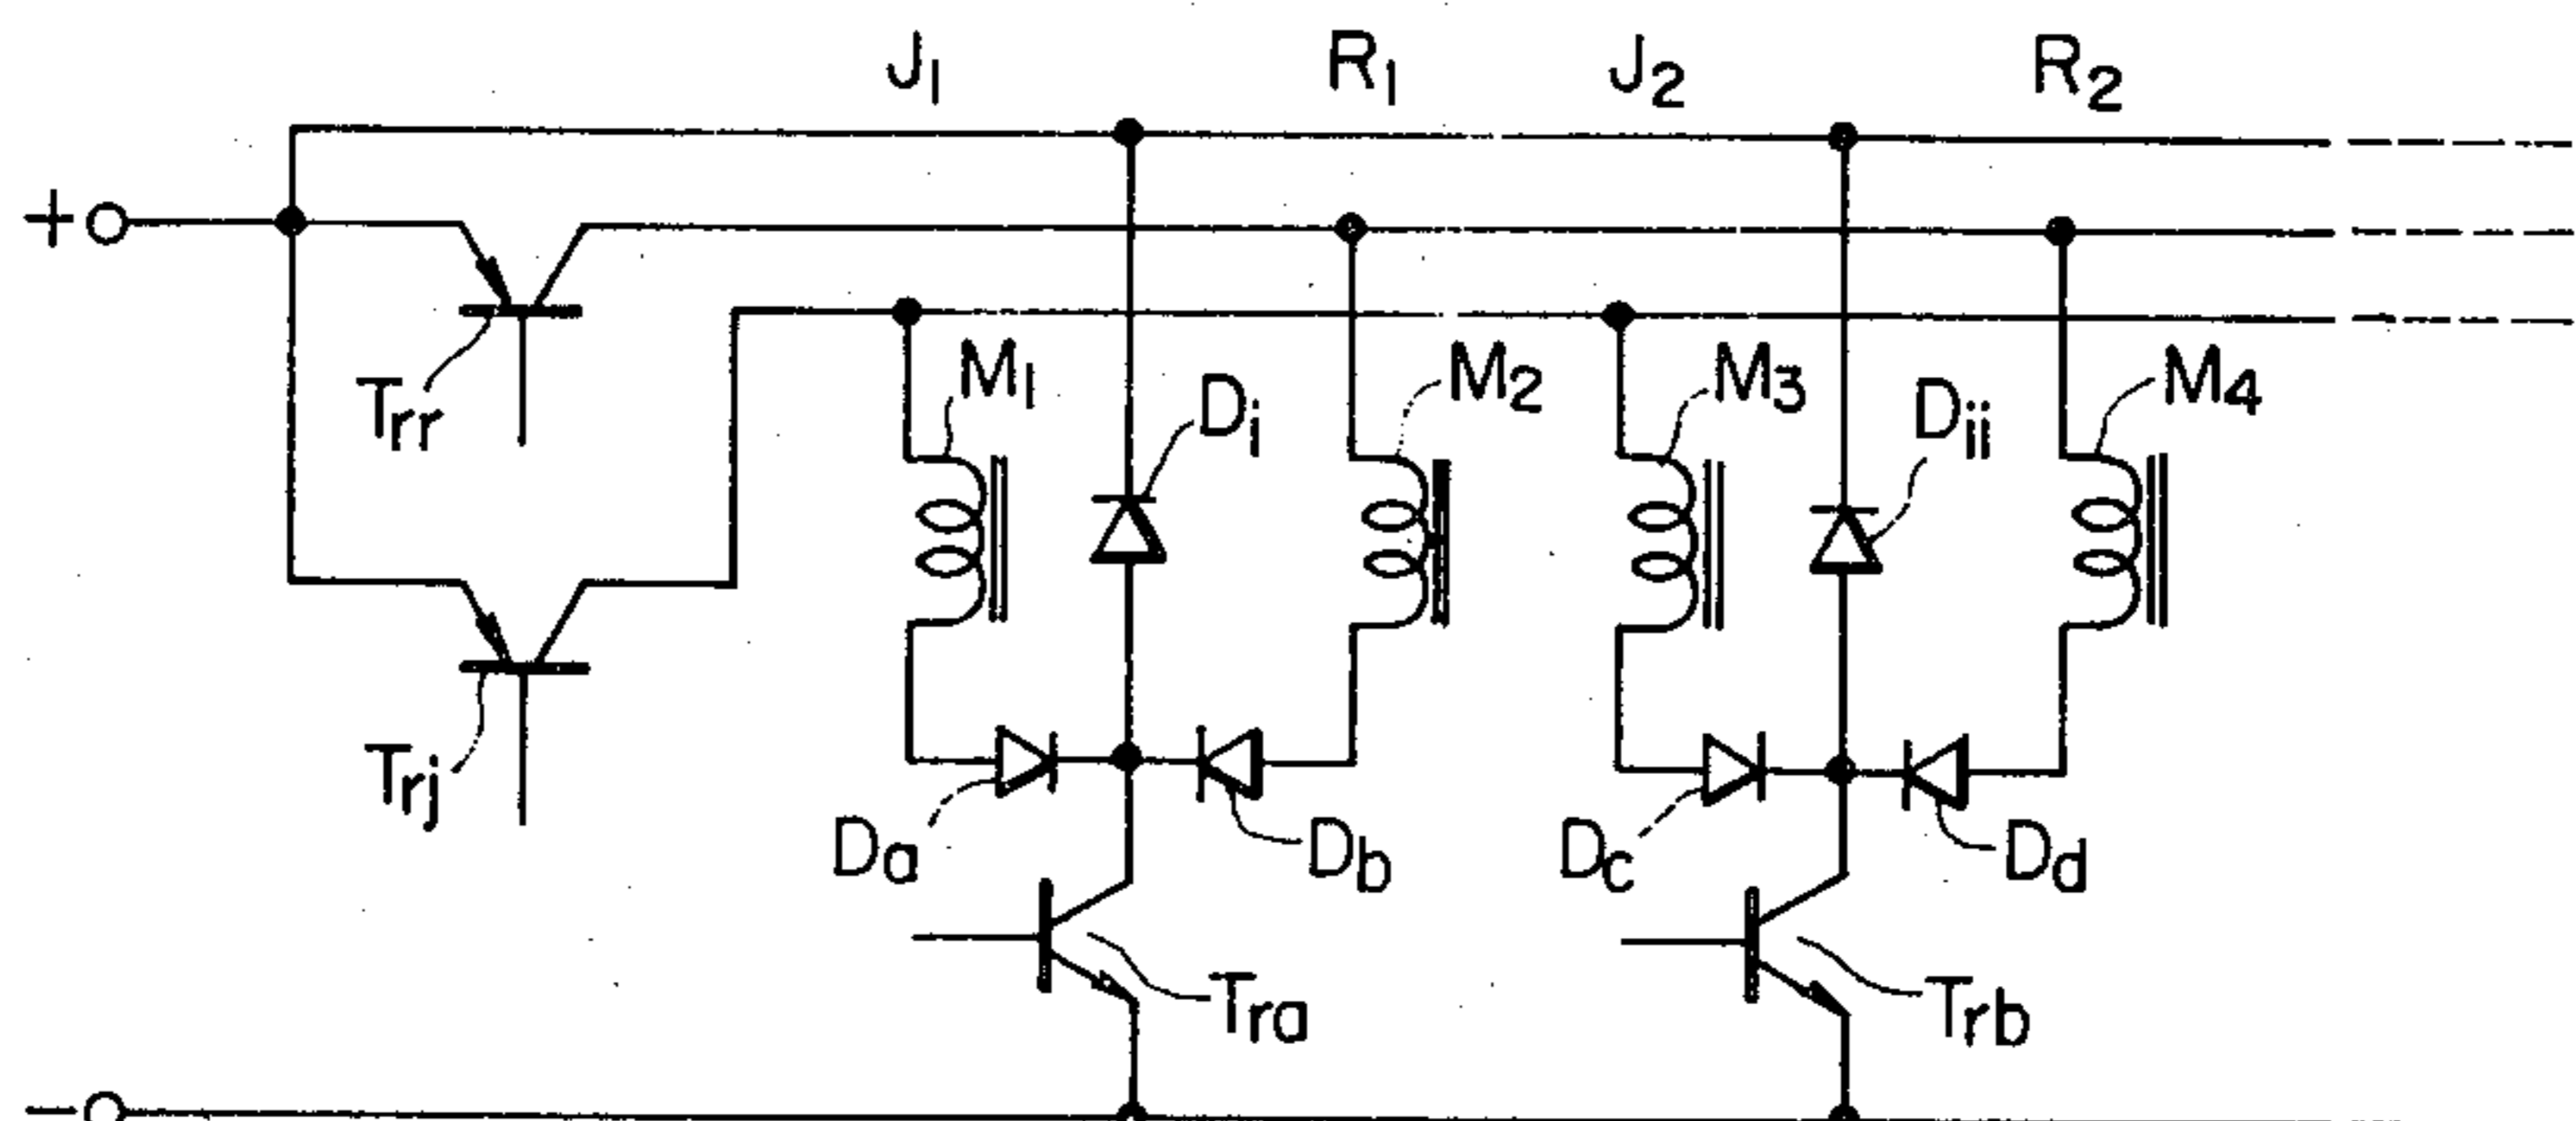 J1 R1 J2 R2
+
M1 M2 M3 M4
Trr Di Dii
Trj
Da Db Dc Dd
Tra Trb
-